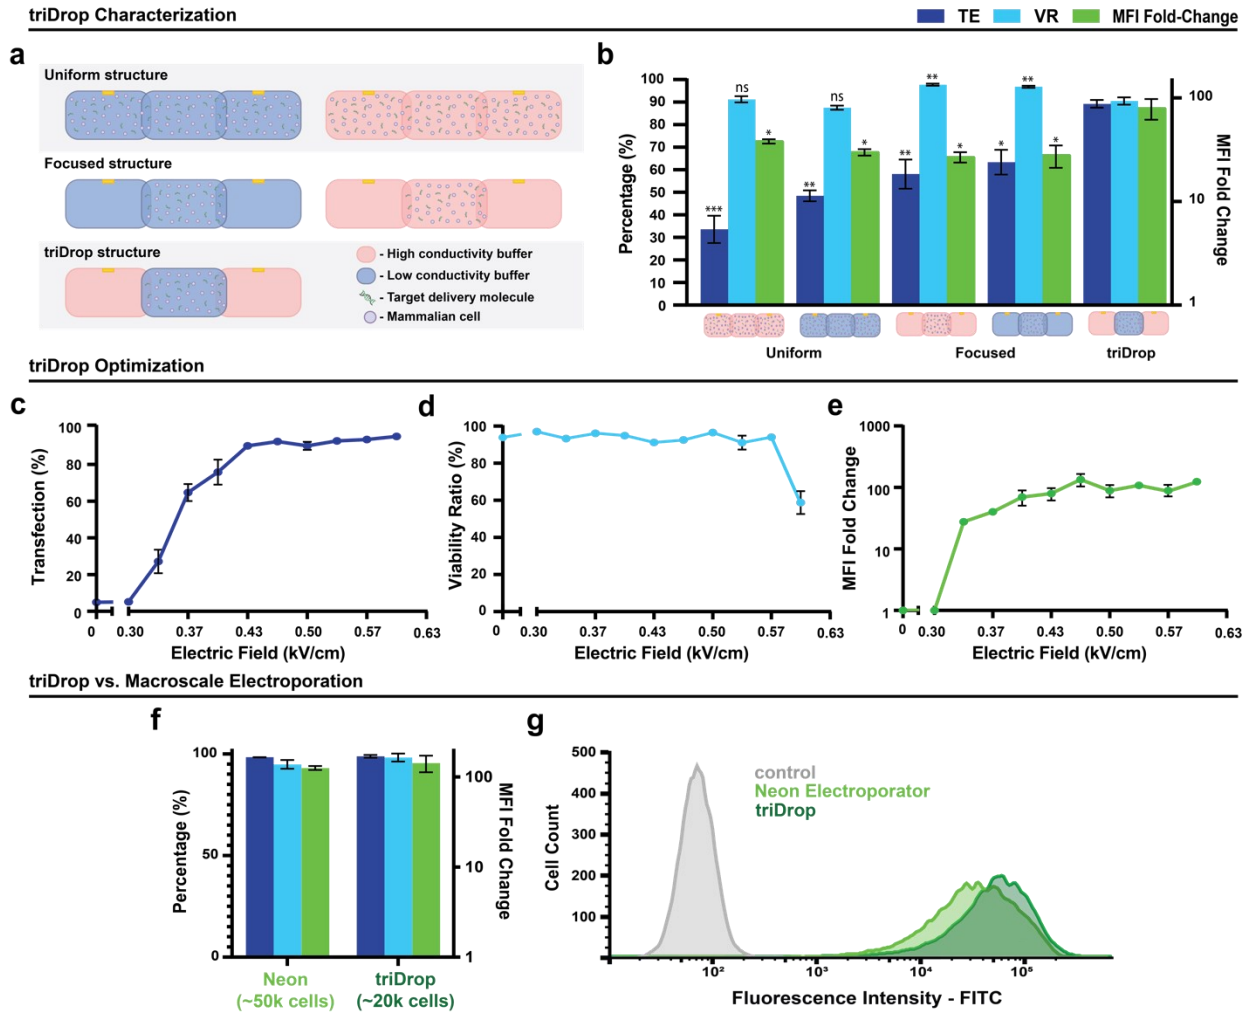 triDrop Characterization
TE VR MFI Fold-Change
a
Uniform structure
Focused structure
triDrop structure
- High conductivity buffer
- Low conductivity buffer
- Target delivery molecule
- Mammalian cell
b
Percentage (%)
100
90
80
70
60
50
40
30
20
10
0
***
ns
*
**
ns
*
**
**
*
*
**
*
100
10
1
MFI Fold Change
Uniform Focused triDrop
triDrop Optimization
c
Transfection (%)
100
80
60
40
20
0
0 0.30 0.37 0.43 0.50 0.57 0.63
Electric Field (kV/cm)
d
Viability Ratio (%)
100
80
60
40
20
0
0 0.30 0.37 0.43 0.50 0.57 0.63
Electric Field (kV/cm)
e
MFI Fold Change
1000
100
10
1
0 0.30 0.37 0.43 0.50 0.57 0.63
Electric Field (kV/cm)
triDrop vs. Macroscale Electroporation
f
Percentage (%)
100
50
0
100
10
1
MFI Fold Change
Neon triDrop
(~50k cells) (~20k cells)
g
Cell Count
500
400
300
200
100
control
Neon Electroporator
triDrop
10² 10³ 10⁴ 10⁵
Fluorescence Intensity - FITC